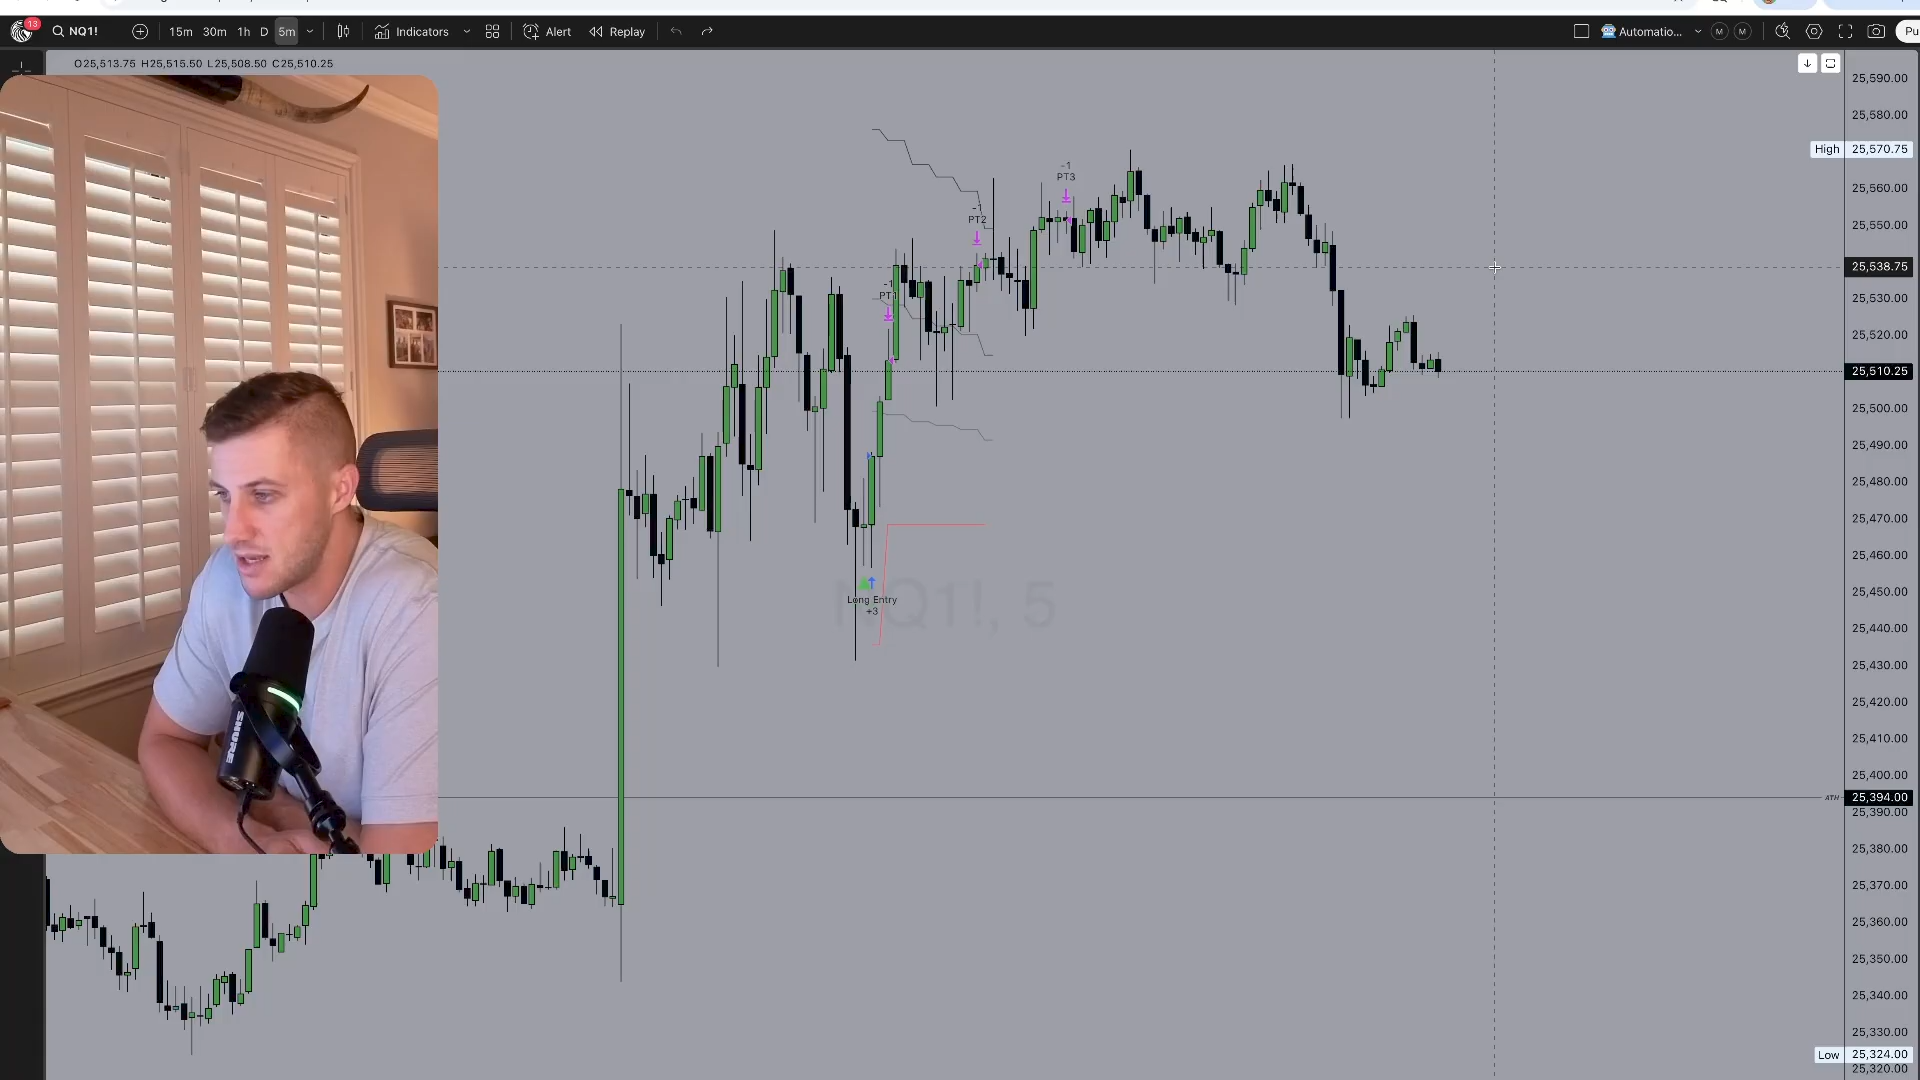 13
NQ1!
15m
30m
1h
D
5m
Indicators
Alert
Replay
Automatio...
M
M
Pu
O25,513.75 H25,515.50 L25,508.50 C25,510.25
25,590.00
25,580.00
High 25,570.75
25,560.00
25,550.00
25,538.75
25,530.00
25,520.00
25,510.25
25,500.00
25,490.00
25,480.00
25,470.00
25,460.00
25,450.00
25,440.00
25,430.00
25,420.00
25,410.00
25,400.00
ATH 25,394.00
25,390.00
25,380.00
25,370.00
25,360.00
25,350.00
25,340.00
25,330.00
Low 25,324.00
25,320.00
-1
PT3
-1
PT2
-1
PT1
Long Entry
+3
NQ1!, 5
SHURE